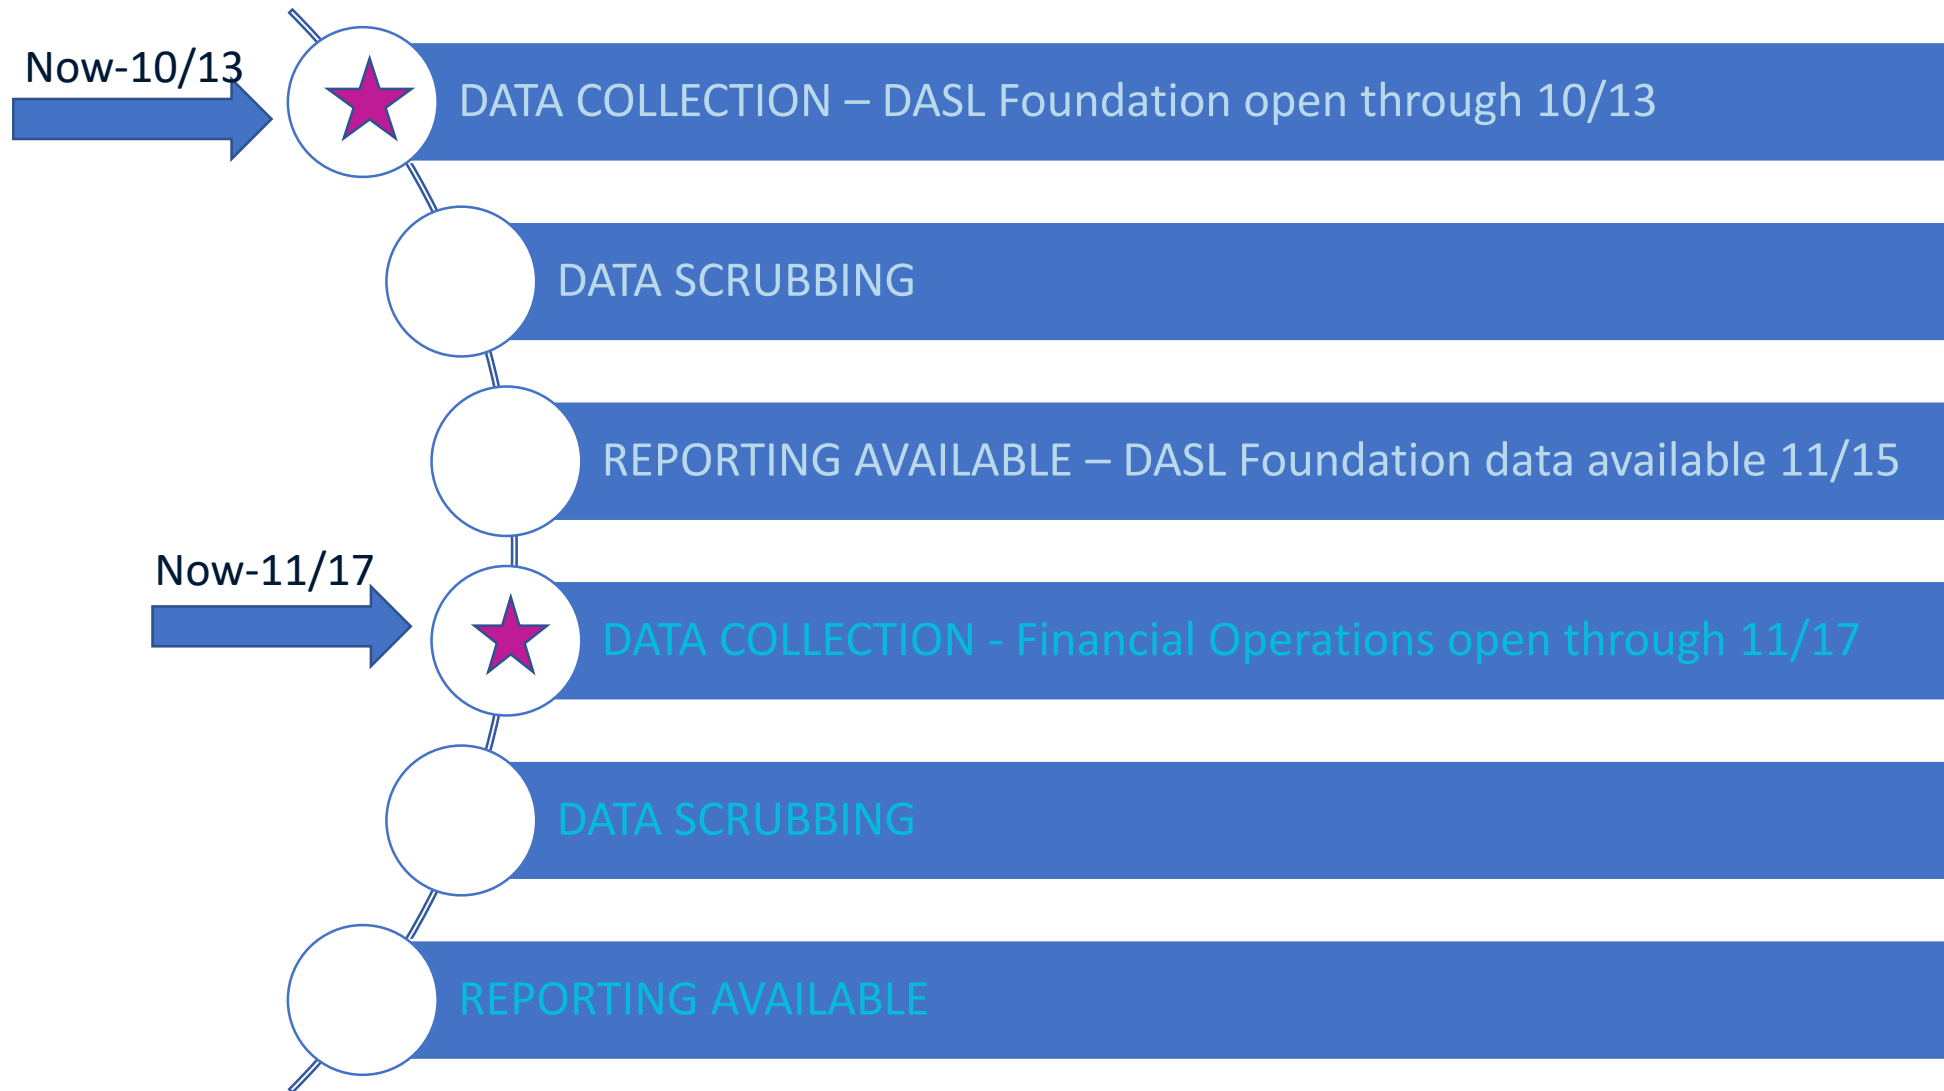 Now-10/13
DATA COLLECTION – DASL Foundation open through 10/13
DATA SCRUBBING
REPORTING AVAILABLE – DASL Foundation data available 11/15
Now-11/17
DATA COLLECTION - Financial Operations open through 11/17
DATA SCRUBBING
REPORTING AVAILABLE